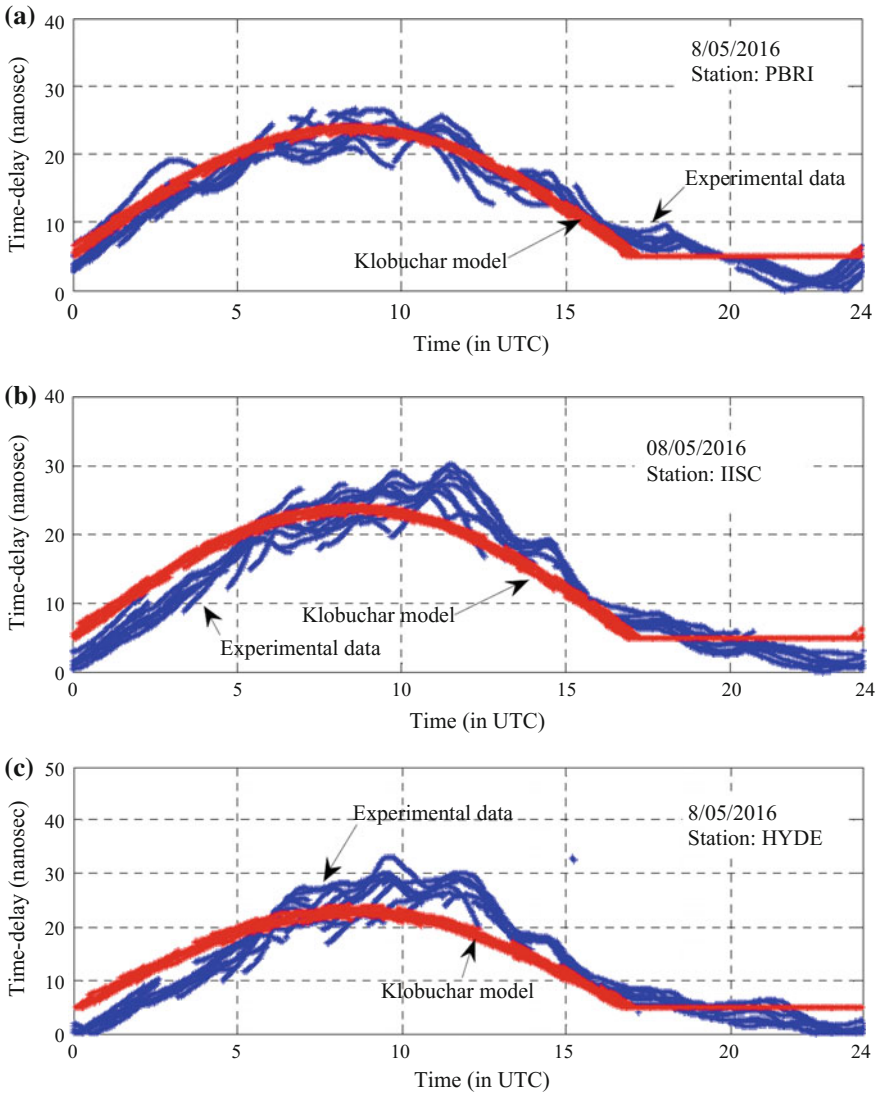 (a)
40
30
20
10
0
Time-delay (nanosec)
8/05/2016
Station: PBRI
Experimental data
Klobuchar model
0 5 10 15 20 24
Time (in UTC)
(b)
40
30
20
10
0
Time-delay (nanosec)
08/05/2016
Station: IISC
Klobuchar model
Experimental data
0 5 10 15 20 24
Time (in UTC)
(c)
50
40
30
20
10
0
Time-delay (nanosec)
Experimental data
8/05/2016
Station: HYDE
Klobuchar model
0 5 10 15 20 24
Time (in UTC)